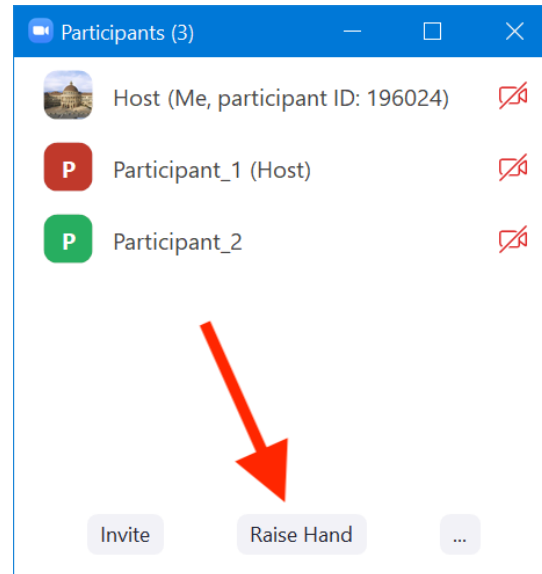 Participants (3)
Host (Me, participant ID: 196024)
P
Participant_1 (Host)
P
Participant_2
Invite
Raise Hand
...